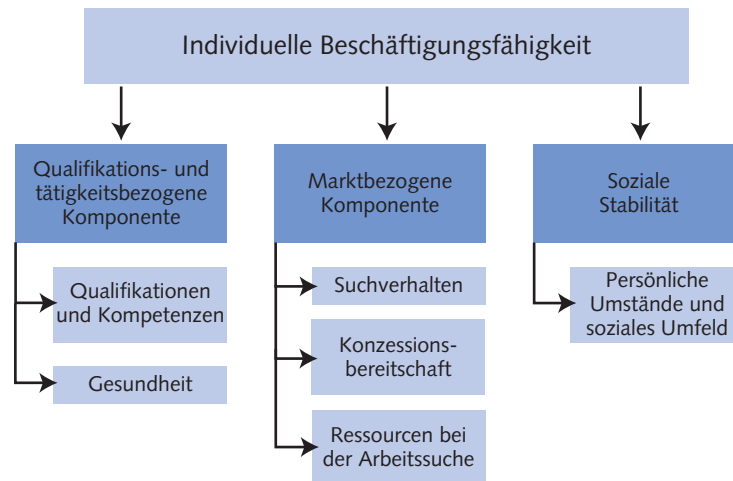 Individuelle Beschäftigungsfähigkeit
Qualifikations- und
tätigkeitsbezogene
Komponente
Qualifikationen
und Kompetenzen
Gesundheit
Marktbezogene
Komponente
Suchverhalten
Konzessions-
bereitschaft
Ressourcen bei
der Arbeitssuche
Soziale
Stabilität
Persönliche
Umstände und
soziales Umfeld